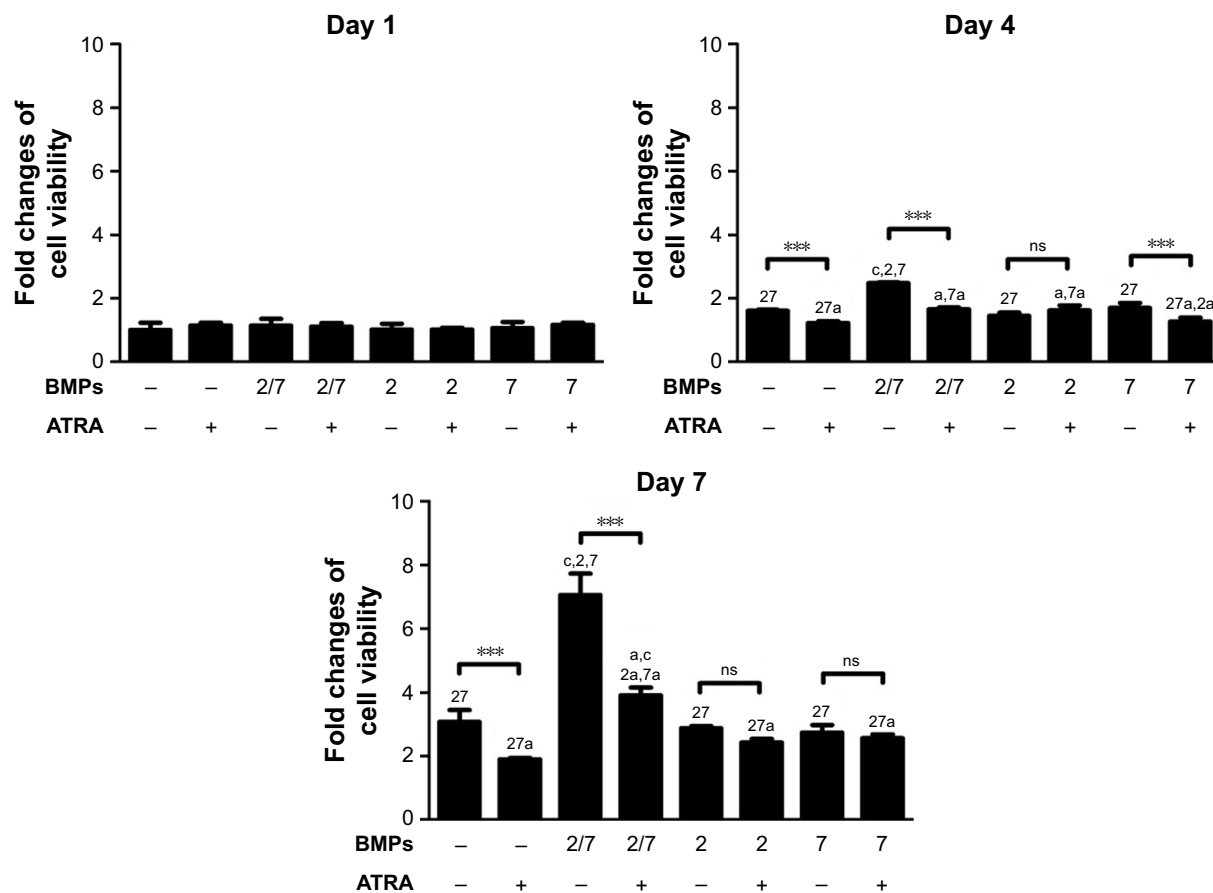 Day 1
Fold changes of
cell viability
10
8
6
4
2
0
BMPs – – 2/7 2/7 2 2 7 7
ATRA – + – + – + – +
Day 4
Fold changes of
cell viability
10
8
6
4
2
0
*** *** ns ***
27 27a c,2,7 a,7a 27 a,7a 27 27a,2a
BMPs – – 2/7 2/7 2 2 7 7
ATRA – + – + – + – +
Day 7
Fold changes of
cell viability
10
8
6
4
2
0
*** *** ns ns
27 27a c,2,7 a,c
2a,7a 27 27a 27 27a
BMPs – – 2/7 2/7 2 2 7 7
ATRA – + – + – + – +